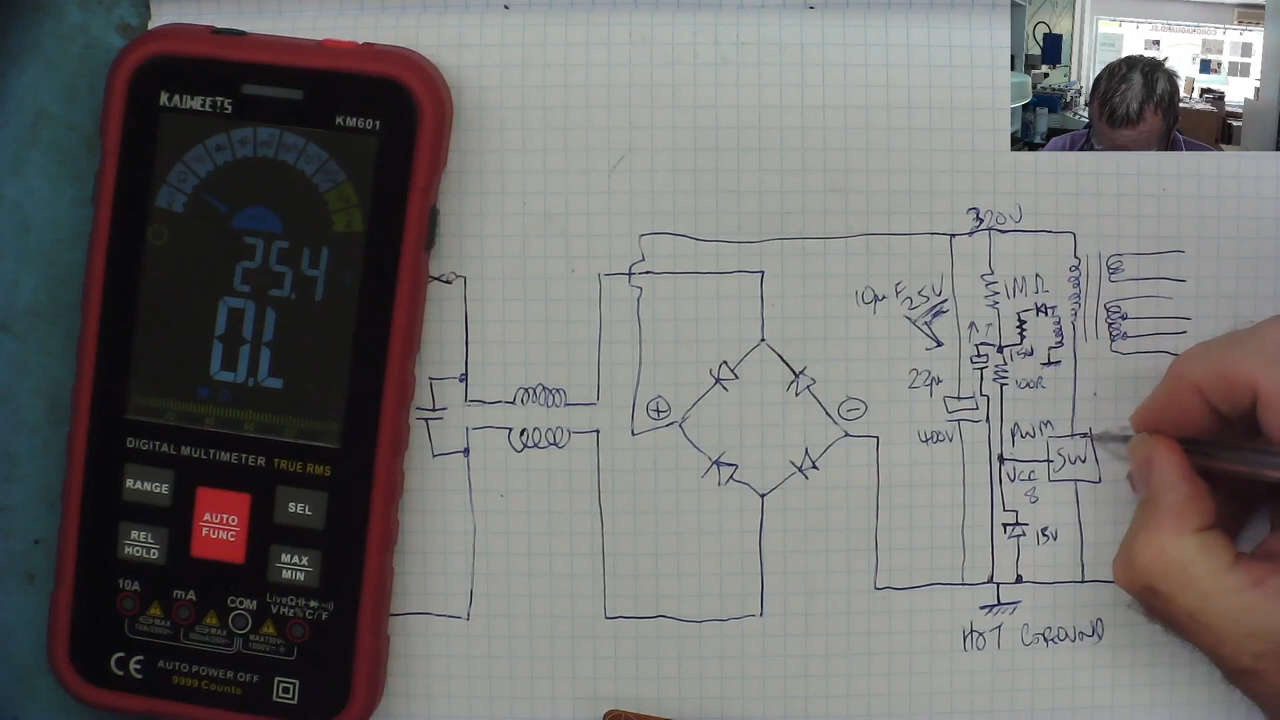 KAIWEETS
KM601
25.4
O.L
DIGITAL MULTIMETER TRUE RMS
RANGE
AUTO
FUNC
SEL
REL
HOLD
MAX
MIN
10A
mA
COM
CE
AUTO POWER OFF
9999 Counts
320V
10µF 25V
1MΩ
22µ
400V
100R
PWM
SW
VCC
8
15V
HOT GROUND